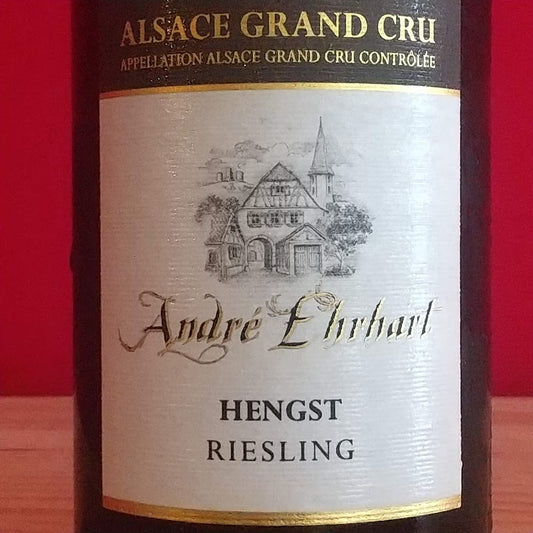 ALSACE GRAND CRU
APPELLATION ALSACE GRAND CRU CONTRÔLÉE
André Ehrhart
HENGST
RIESLING